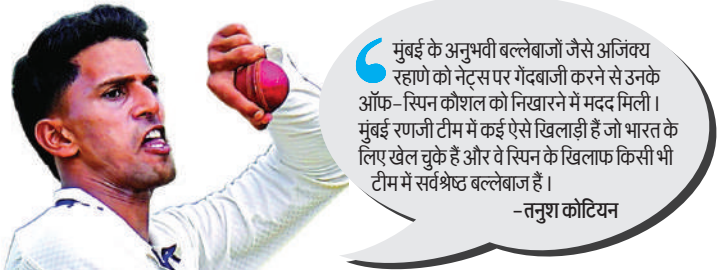 मुंबई के अनुभवी बल्लेबाजों जैसे अजिंक्य
रहाणे को नेट्स पर गेंदबाजी करने से उनके
ऑफ-स्पिन कौशल को निखारने में मदद मिली।
मुंबई रणजी टीम में कई ऐसे खिलाड़ी हैं जो भारत के
लिए खेल चुके हैं और वे स्पिन के खिलाफ किसी भी
टीम में सर्वश्रेष्ठ बल्लेबाज हैं।
-तनुश कोटियन